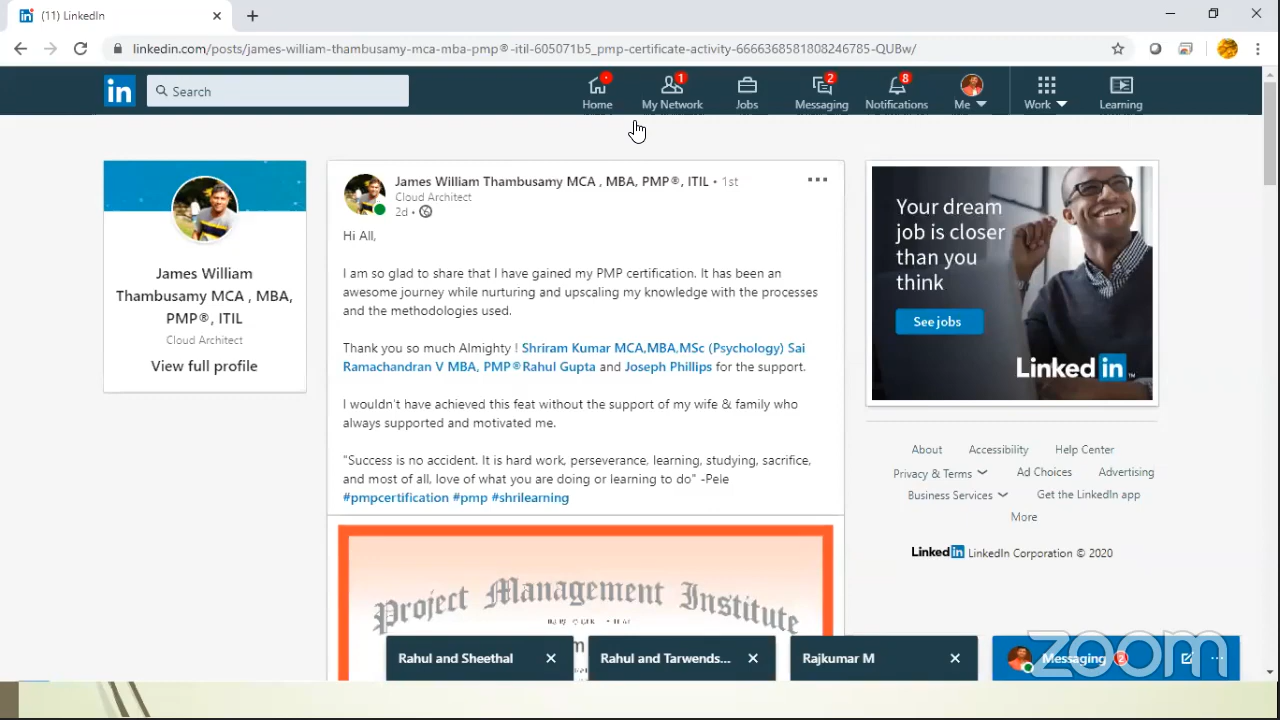 (11) LinkedIn
linkedin.com/posts/james-william-thambusamy-mca-mba-pmp®-itil-605071b5_pmp-certificate-activity-6666368581808246785-QUBw/
in
Search
Home
1
My Network
Jobs
2
Messaging
8
Notifications
Me
Work
Learning
James William
Thambusamy MCA , MBA,
PMP®, ITIL
Cloud Architect
View full profile
James William Thambusamy MCA , MBA, PMP®, ITIL • 1st
Cloud Architect
2d •
Hi All,
I am so glad to share that I have gained my PMP certification. It has been an
awesome journey while nurturing and upscaling my knowledge with the processes
and the methodologies used.
Thank you so much Almighty ! Shriram Kumar MCA,MBA,MSc (Psychology) Sai
Ramachandran V MBA, PMP®Rahul Gupta and Joseph Phillips for the support.
I wouldn't have achieved this feat without the support of my wife & family who
always supported and motivated me.
"Success is no accident. It is hard work, perseverance, learning, studying, sacrifice,
and most of all, love of what you are doing or learning to do" -Pele
#pmpcertification #pmp #shrilearning
Project Management Institute
Your dream
job is closer
than you
think
See jobs
Linkedin
About Accessibility Help Center
Privacy & Terms Ad Choices Advertising
Business Services Get the LinkedIn app
More
Linkedin LinkedIn Corporation © 2020
Rahul and Sheethal
Rahul and Tarwends...
Rajkumar M
Messaging 2
zoom